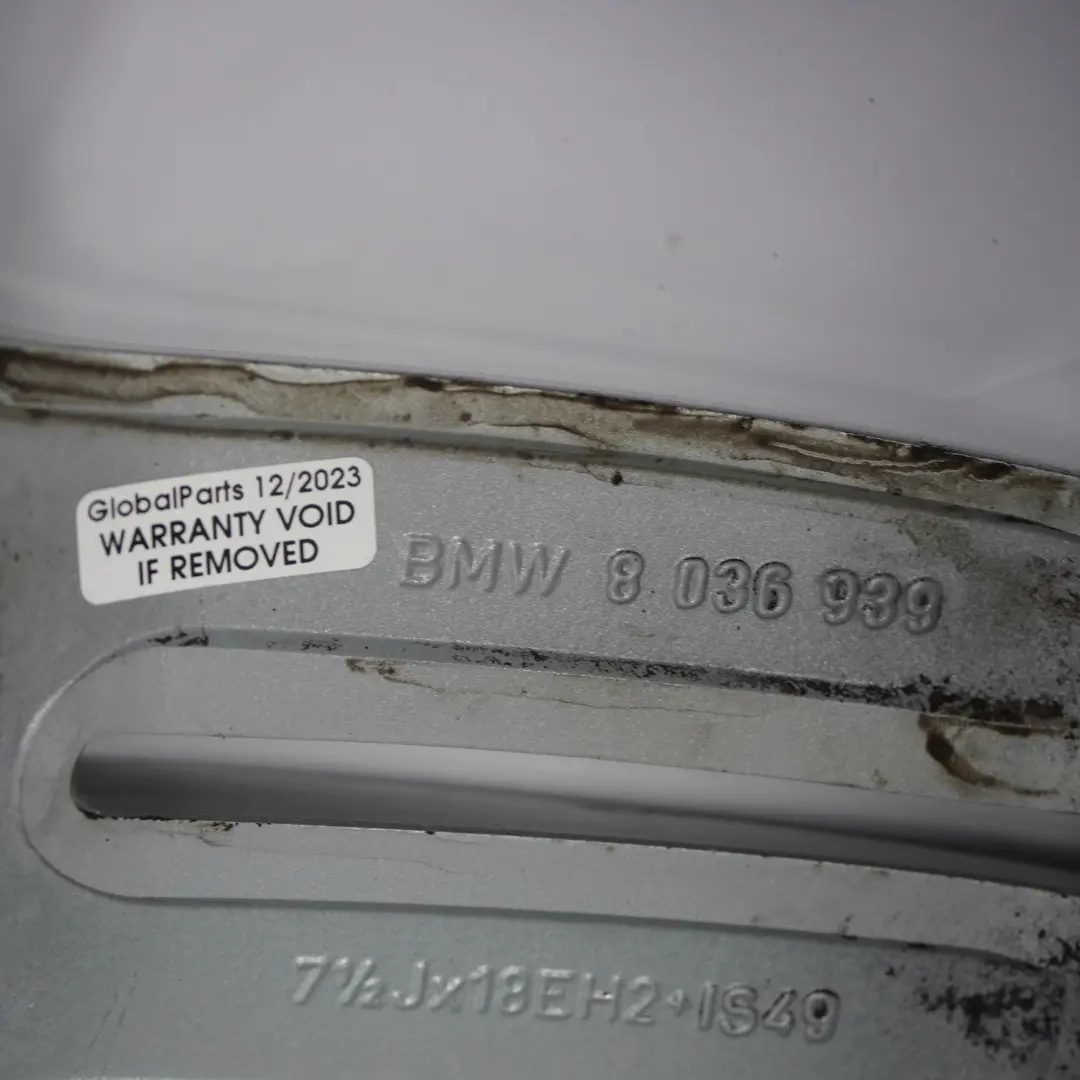 GlobalParts 12/2023
WARRANTY VOID
IF REMOVED
BMW 8 036 939
7½Jx18EH2+IS49